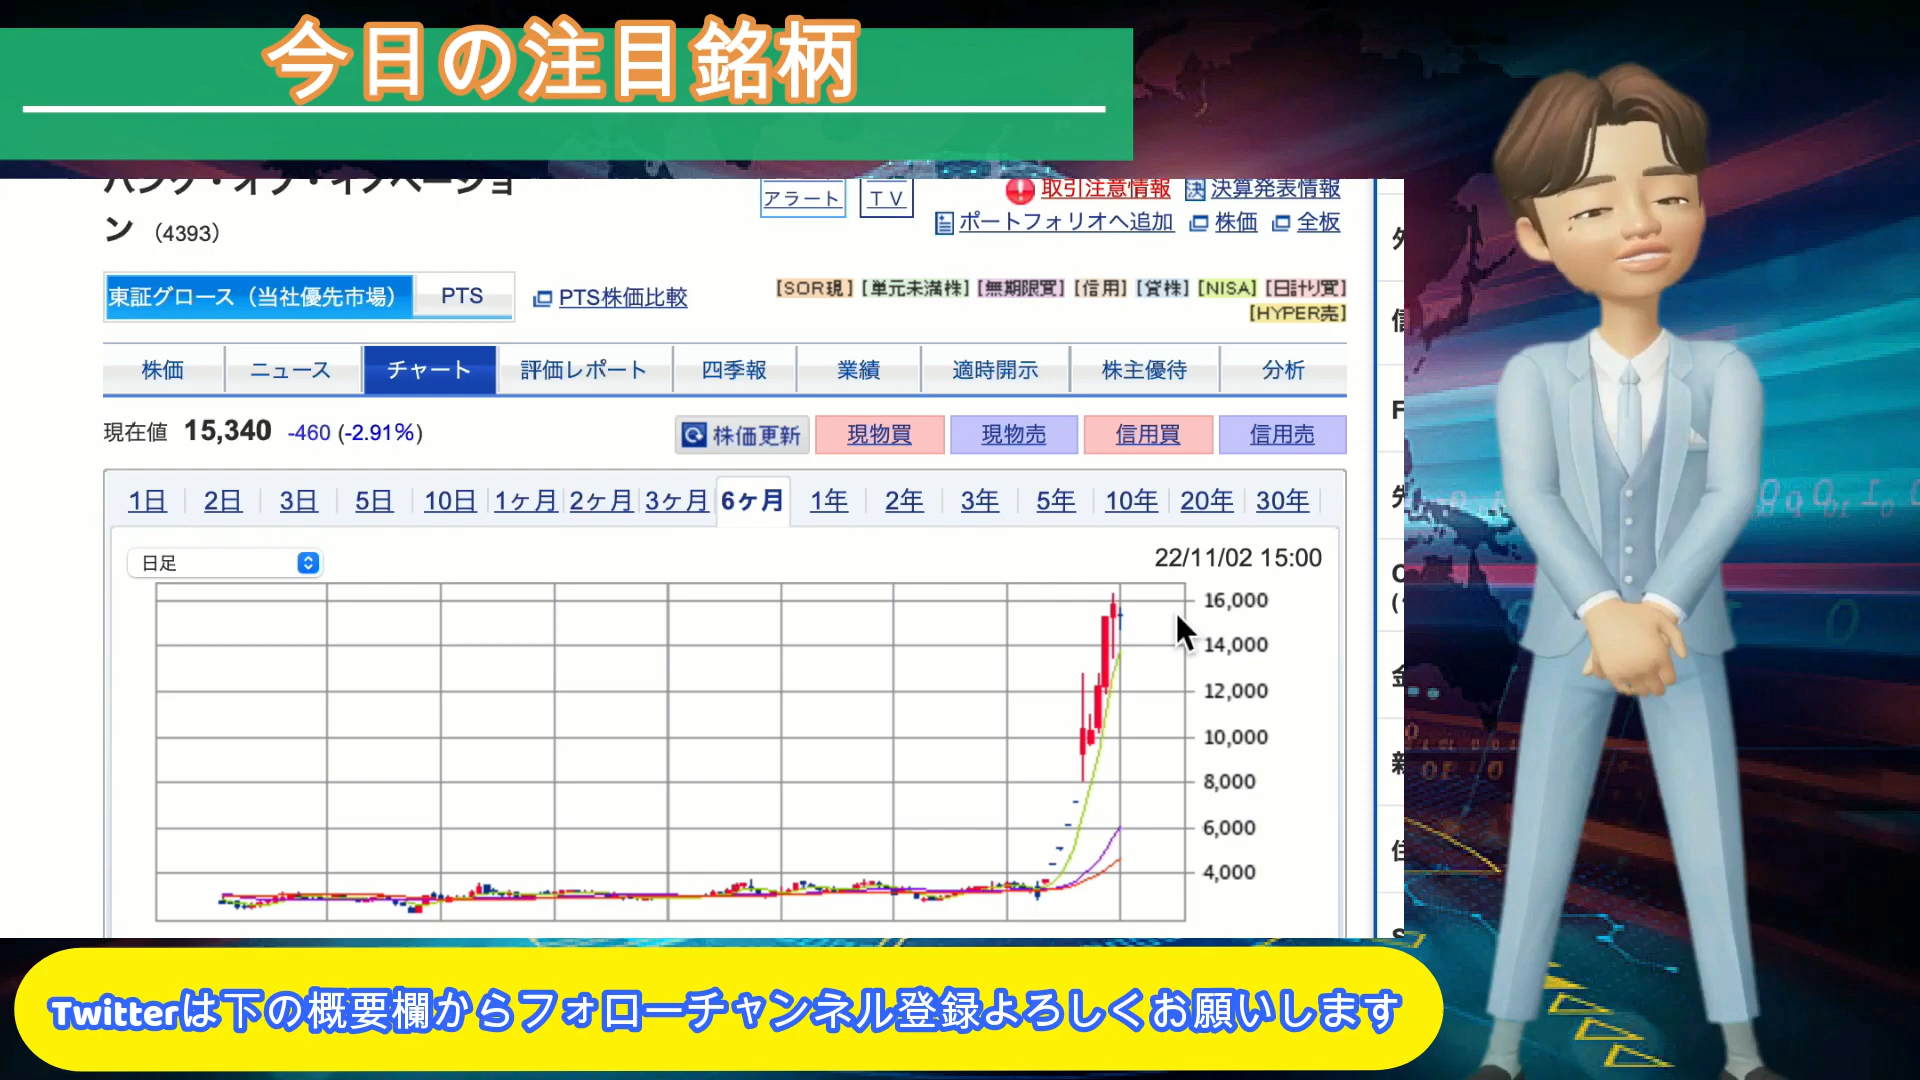 今日の注目銘柄
バンク・オブ・イノベーショ
ン (4393)
アラート
TV
取引注意情報
決算発表情報
ポートフォリオへ追加
株価
全板
東証グロース（当社優先市場）
PTS
PTS株価比較
[SOR現] [単元未満株] [無期限買] [信用] [貸株] [NISA] [日計り買]
[HYPER売]
株価 ニュース チャート 評価レポート 四季報 業績 適時開示 株主優待 分析
現在値 15,340 -460 (-2.91%)
株価更新 現物買 現物売 信用買 信用売
1日 2日 3日 5日 10日 1ヶ月 2ヶ月 3ヶ月 6ヶ月 1年 2年 3年 5年 10年 20年 30年
日足
22/11/02 15:00
16,000
14,000
12,000
10,000
8,000
6,000
4,000
Twitterは下の概要欄からフォローチャンネル登録よろしくお願いします